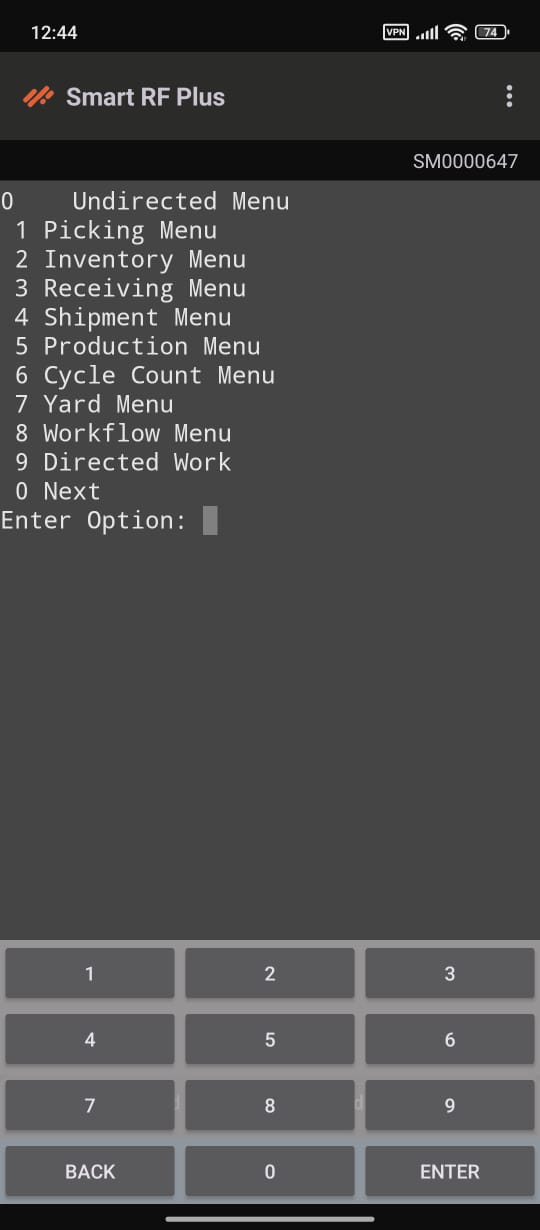 12:44
VPN 74
Smart RF Plus
SM0000647
0    Undirected Menu
1 Picking Menu
2 Inventory Menu
3 Receiving Menu
4 Shipment Menu
5 Production Menu
6 Cycle Count Menu
7 Yard Menu
8 Workflow Menu
9 Directed Work
0 Next
Enter Option:
1 2 3
4 5 6
7 8 9
BACK 0 ENTER